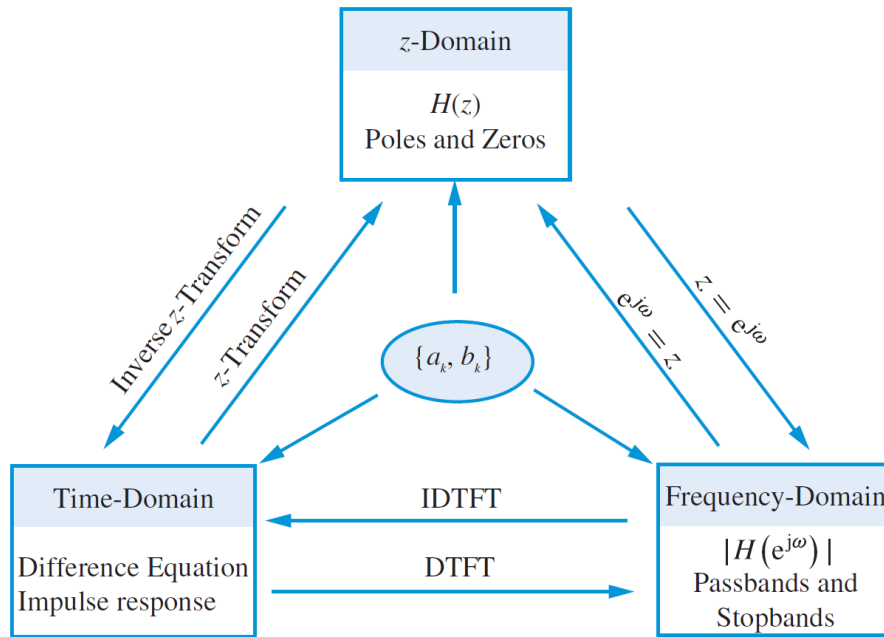 z-Domain
H(z)
Poles and Zeros
Inverse z-Transform
z-Transform
e^{jω} = z
z = e^{jω}
{a_k, b_k}
Time-Domain
Difference Equation
Impulse response
IDTFT
DTFT
Frequency-Domain
|H(e^{jω})|
Passbands and
Stopbands